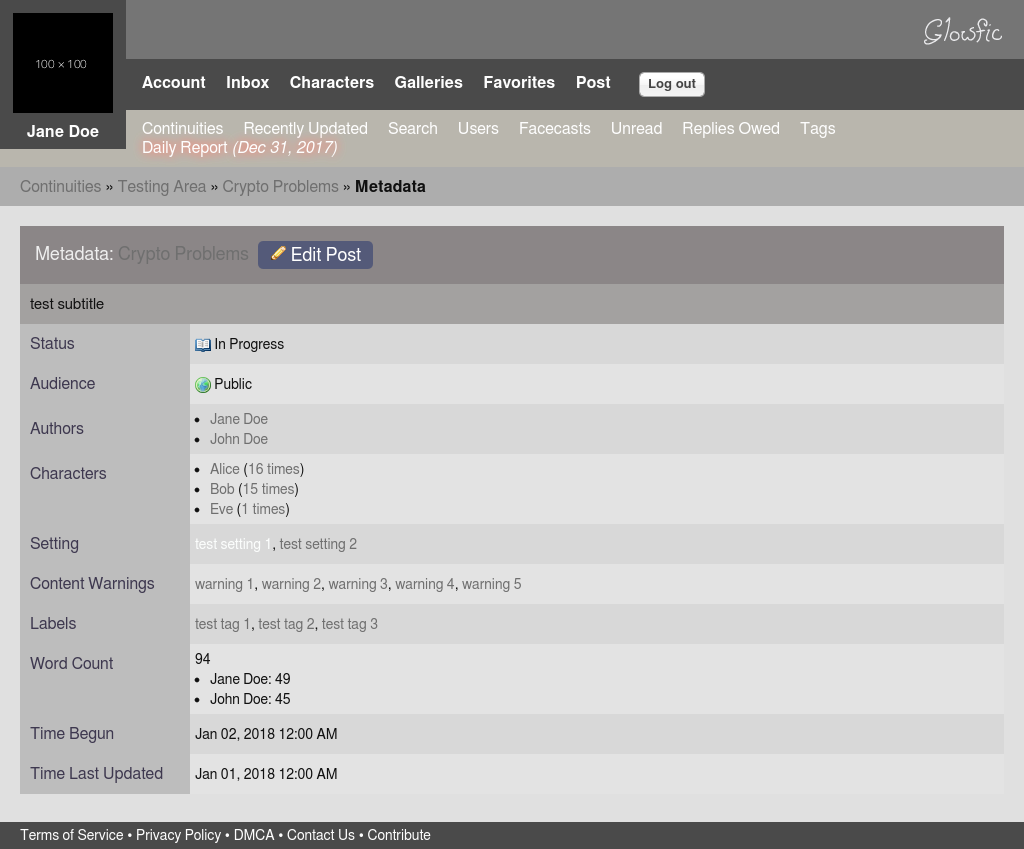 Glowfic
100 × 100
Account Inbox Characters Galleries Favorites Post Log out
Jane Doe
Continuities Recently Updated Search Users Facecasts Unread Replies Owed Tags
Daily Report (Dec 31, 2017)
Continuities » Testing Area » Crypto Problems » Metadata
Metadata: Crypto Problems Edit Post
test subtitle
Status In Progress
Audience Public
Authors
• Jane Doe
• John Doe
Characters
• Alice (16 times)
• Bob (15 times)
• Eve (1 times)
Setting test setting 1, test setting 2
Content Warnings warning 1, warning 2, warning 3, warning 4, warning 5
Labels test tag 1, test tag 2, test tag 3
Word Count 94
• Jane Doe: 49
• John Doe: 45
Time Begun Jan 02, 2018 12:00 AM
Time Last Updated Jan 01, 2018 12:00 AM
Terms of Service • Privacy Policy • DMCA • Contact Us • Contribute